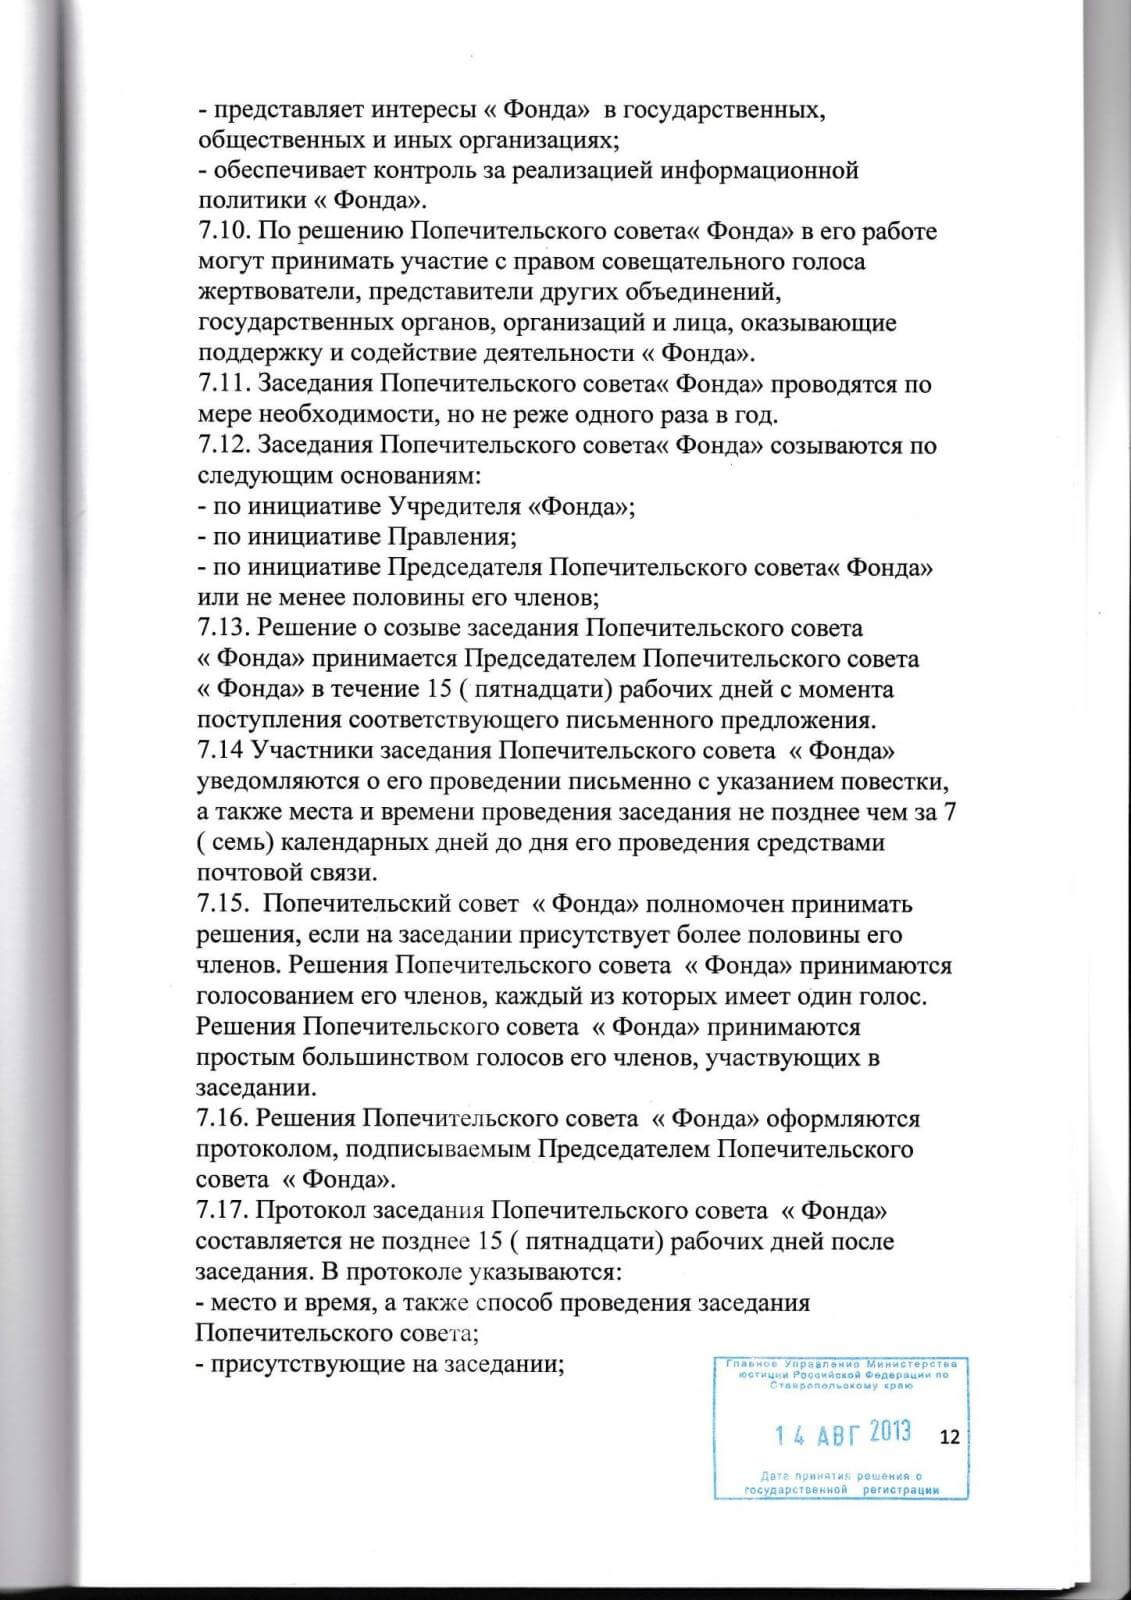 - представляет интересы « Фонда»  в государственных,
общественных и иных организациях;
- обеспечивает контроль за реализацией информационной
политики « Фонда».
7.10. По решению Попечительского совета« Фонда» в его работе
могут принимать участие с правом совещательного голоса
жертвователи, представители других объединений,
государственных органов, организаций и лица, оказывающие
поддержку и содействие деятельности « Фонда».
7.11. Заседания Попечительского совета« Фонда» проводятся по
мере необходимости, но не реже одного раза в год.
7.12. Заседания Попечительского совета« Фонда» созываются по
следующим основаниям:
- по инициативе Учредителя «Фонда»;
- по инициативе Правления;
- по инициативе Председателя Попечительского совета« Фонда»
или не менее половины его членов;
7.13. Решение о созыве заседания Попечительского совета
« Фонда» принимается Председателем Попечительского совета
« Фонда» в течение 15 ( пятнадцати) рабочих дней с момента
поступления соответствующего письменного предложения.
7.14 Участники заседания Попечительского совета  « Фонда»
уведомляются о его проведении письменно с указанием повестки,
а также места и времени проведения заседания не позднее чем за 7
( семь) календарных дней до дня его проведения средствами
почтовой связи.
7.15.  Попечительский совет  « Фонда» полномочен принимать
решения, если на заседании присутствует более половины его
членов. Решения Попечительского совета  « Фонда» принимаются
голосованием его членов, каждый из которых имеет один голос.
Решения Попечительского совета  « Фонда» принимаются
простым большинством голосов его членов, участвующих в
заседании.
7.16. Решения Попечительского совета  « Фонда» оформляются
протоколом, подписываемым Председателем Попечительского
совета  « Фонда».
7.17. Протокол заседания Попечительского совета  « Фонда»
составляется не позднее 15 ( пятнадцати) рабочих дней после
заседания. В протоколе указываются:
- место и время, а также способ проведения заседания
Попечительского совета;
- присутствующие на заседании;
Главное Управление Министерства
юстиции Российской Федерации по
Ставропольскому краю
14 АВГ 2013
12
Дата принятия решения о
государственной регистрации